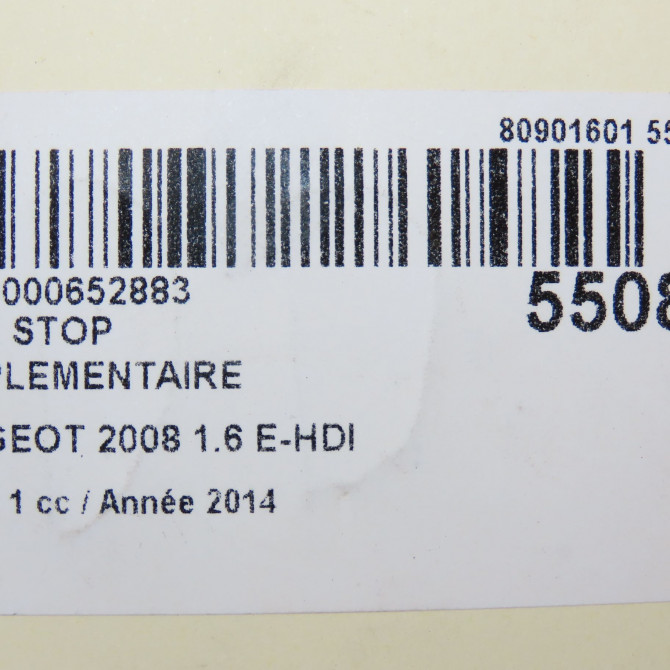 80901601 55
000652883
5508
STOP
PLEMENTAIRE
GEOT 2008 1.6 E-HDI
1 cc / Année 2014